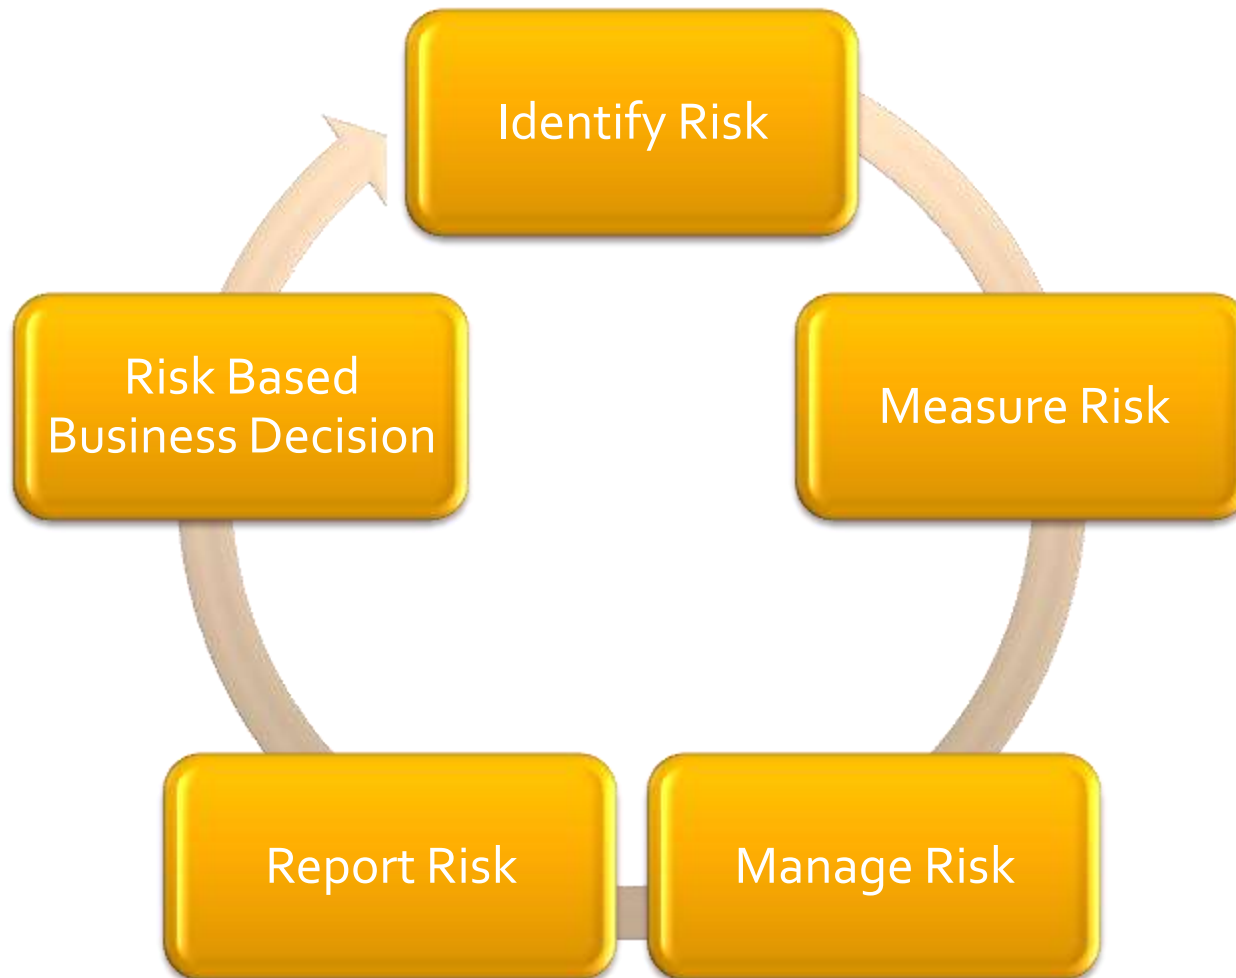 Identify Risk
Measure Risk
Manage Risk
Report Risk
Risk Based
Business Decision